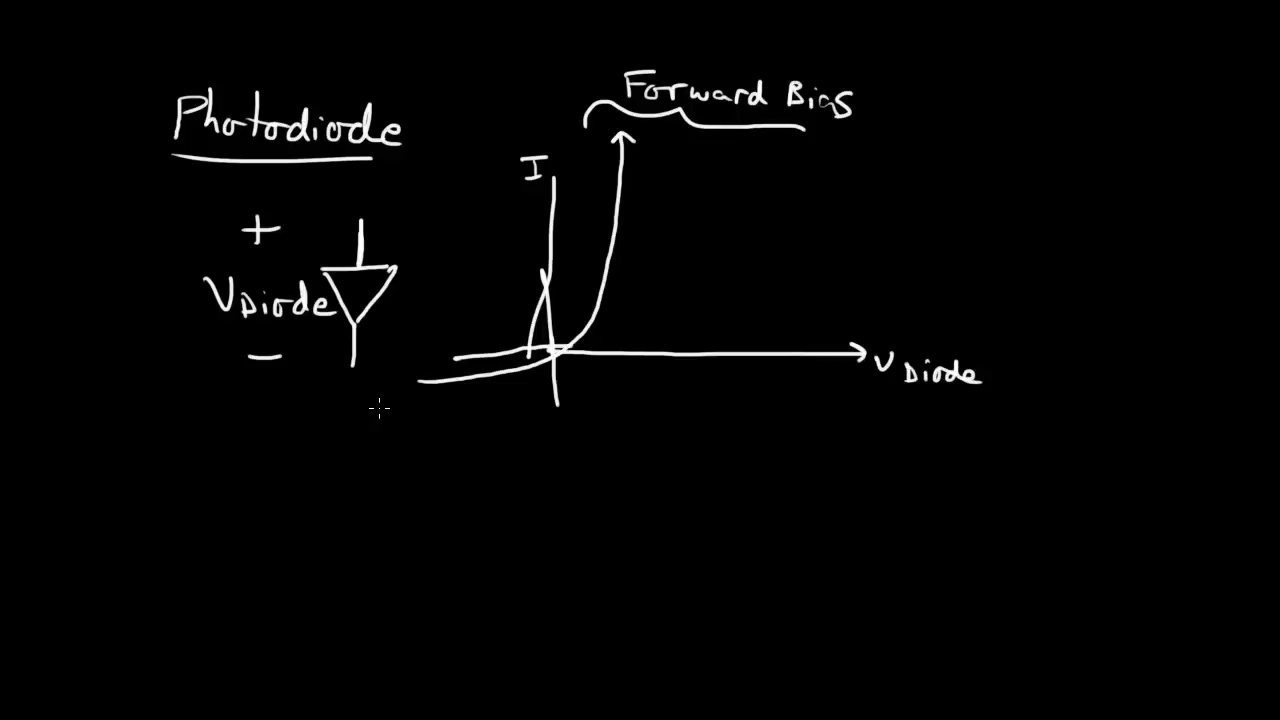 Forward Bias
Photodiode
I
+
VDiode
−
VDiode